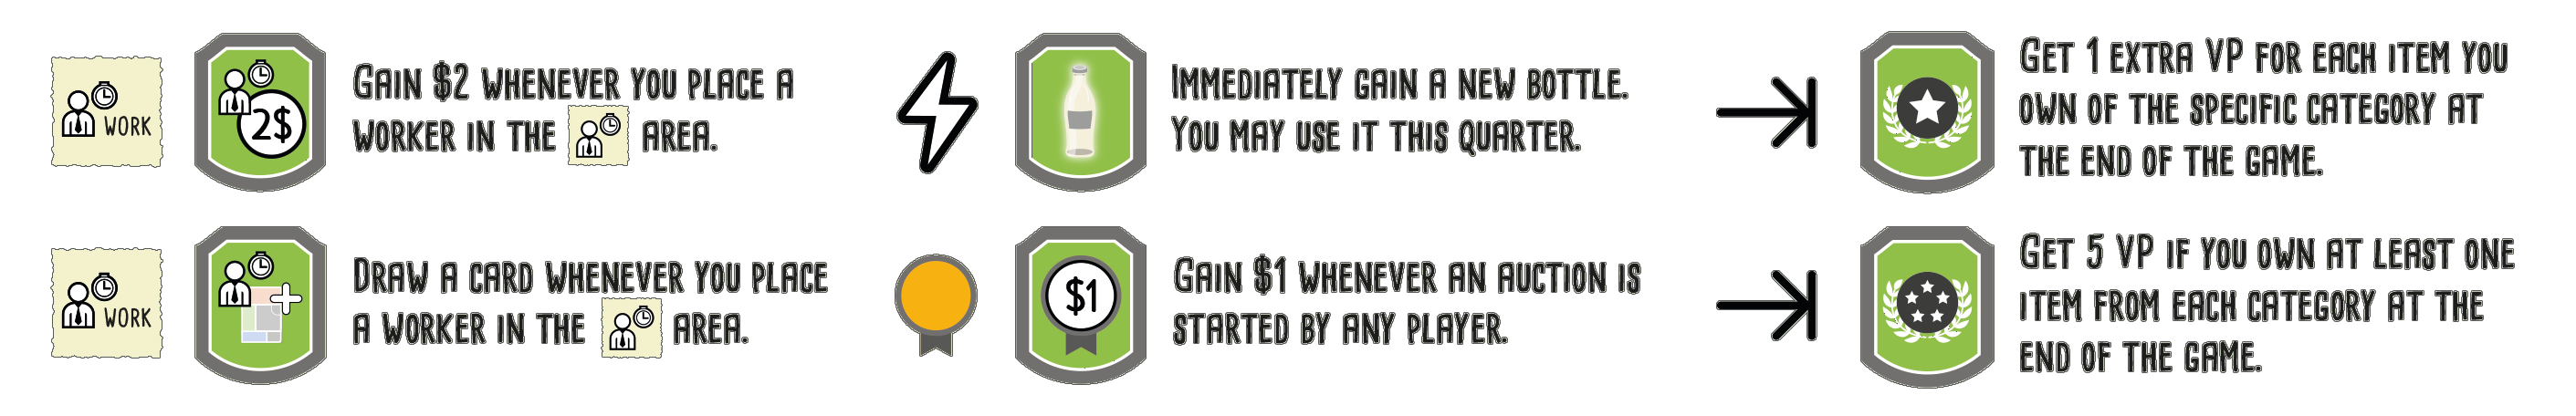 WORK
2$
GAIN $2 WHENEVER YOU PLACE A
WORKER IN THE AREA.
IMMEDIATELY GAIN A NEW BOTTLE.
YOU MAY USE IT THIS QUARTER.
GET 1 EXTRA VP FOR EACH ITEM YOU
OWN OF THE SPECIFIC CATEGORY AT
THE END OF THE GAME.
WORK
DRAW A CARD WHENEVER YOU PLACE
A WORKER IN THE AREA.
$1
GAIN $1 WHENEVER AN AUCTION IS
STARTED BY ANY PLAYER.
GET 5 VP IF YOU OWN AT LEAST ONE
ITEM FROM EACH CATEGORY AT THE
END OF THE GAME.